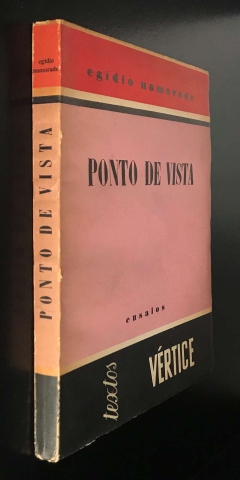 egídio
namorado
PONTO DE VISTA
egídio namorado
PONTO DE VISTA
ensaios
textos
VÉRTICE